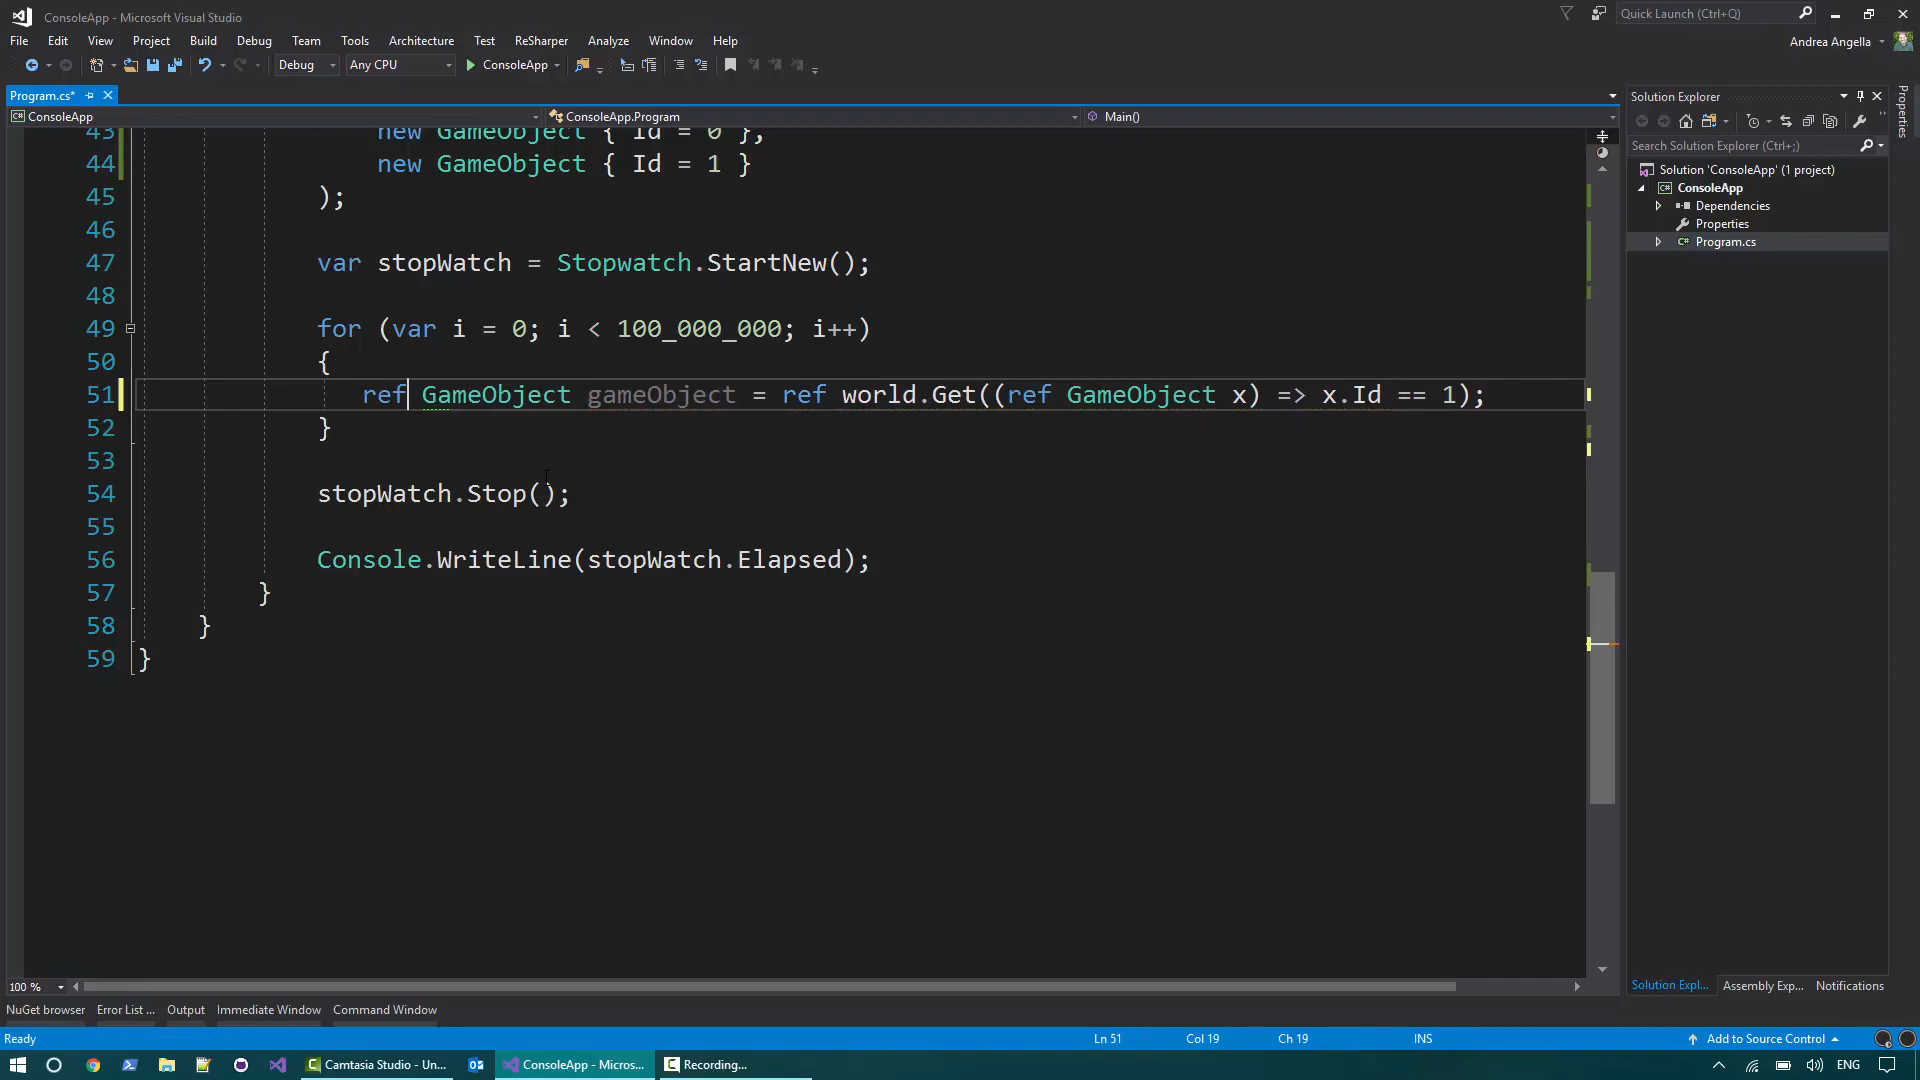 ConsoleApp - Microsoft Visual Studio
Quick Launch (Ctrl+Q)
File Edit View Project Build Debug Team Tools Architecture Test ReSharper Analyze Window Help
Andrea Angella
Debug Any CPU ConsoleApp
Program.cs*
ConsoleApp ConsoleApp.Program Main()
43 new GameObject { Id = 0 },
44 new GameObject { Id = 1 }
45 );
46
47 var stopWatch = Stopwatch.StartNew();
48
49 for (var i = 0; i < 100_000_000; i++)
50 {
51 ref GameObject gameObject = ref world.Get((ref GameObject x) => x.Id == 1);
52 }
53
54 stopWatch.Stop();
55
56 Console.WriteLine(stopWatch.Elapsed);
57 }
58 }
59 }
100 %
Solution Explorer
Search Solution Explorer (Ctrl+;)
Solution 'ConsoleApp' (1 project)
C# ConsoleApp
Dependencies
Properties
C# Program.cs
Properties
Solution Expl... Assembly Exp... Notifications
NuGet browser Error List ... Output Immediate Window Command Window
Ready Ln 51 Col 19 Ch 19 INS Add to Source Control
Camtasia Studio - Un... ConsoleApp - Micros... Recording... ENG